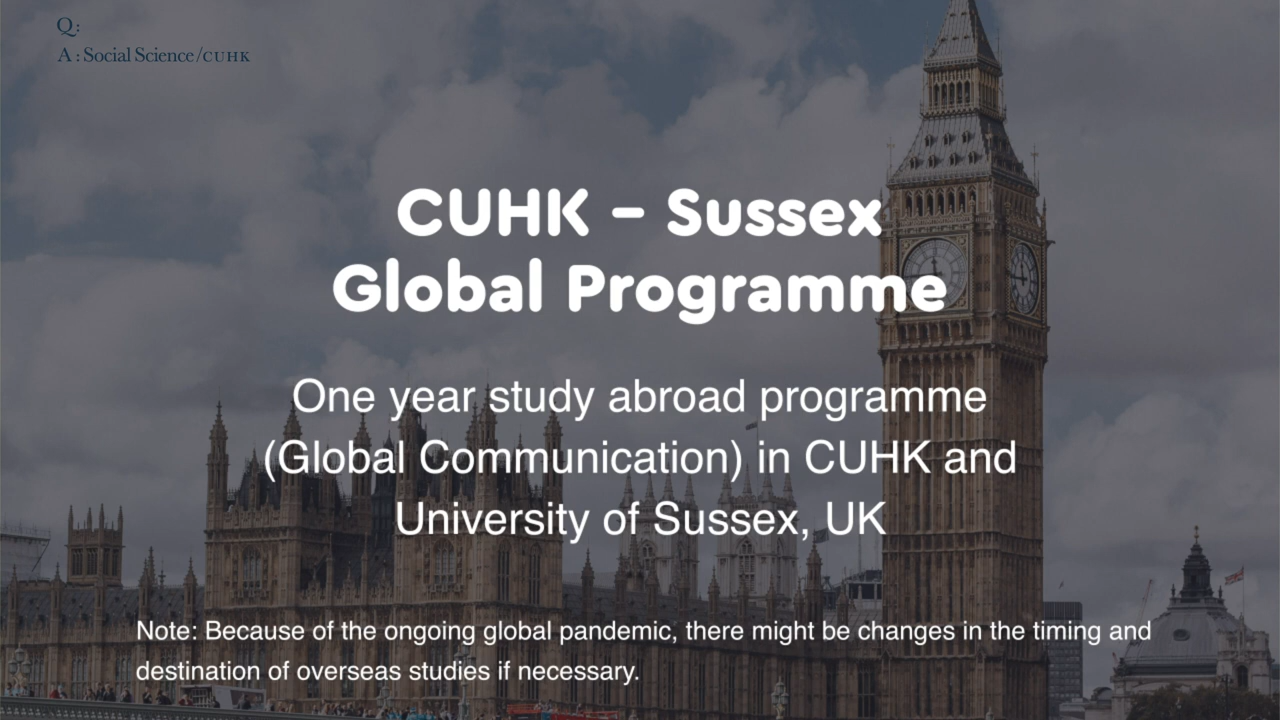 Q:
A : Social Science/CUHK
CUHK – Sussex
Global Programme
One year study abroad programme
(Global Communication) in CUHK and
University of Sussex, UK
Note: Because of the ongoing global pandemic, there might be changes in the timing and
destination of overseas studies if necessary.